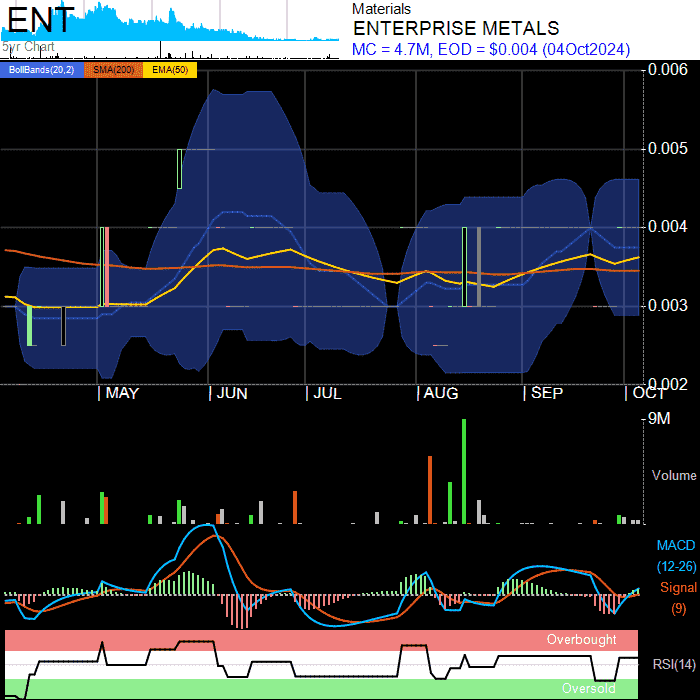 ENT
5yr Chart
Materials
ENTERPRISE METALS
MC = 4.7M, EOD = $0.004 (04Oct2024)
BollBands(20,2) SMA(200) EMA(50)
0.006
0.005
0.004
0.003
0.002
MAY JUN JUL AUG SEP OCT
9M
Volume
MACD
(12-26)
Signal
(9)
Overbought
RSI(14)
Oversold